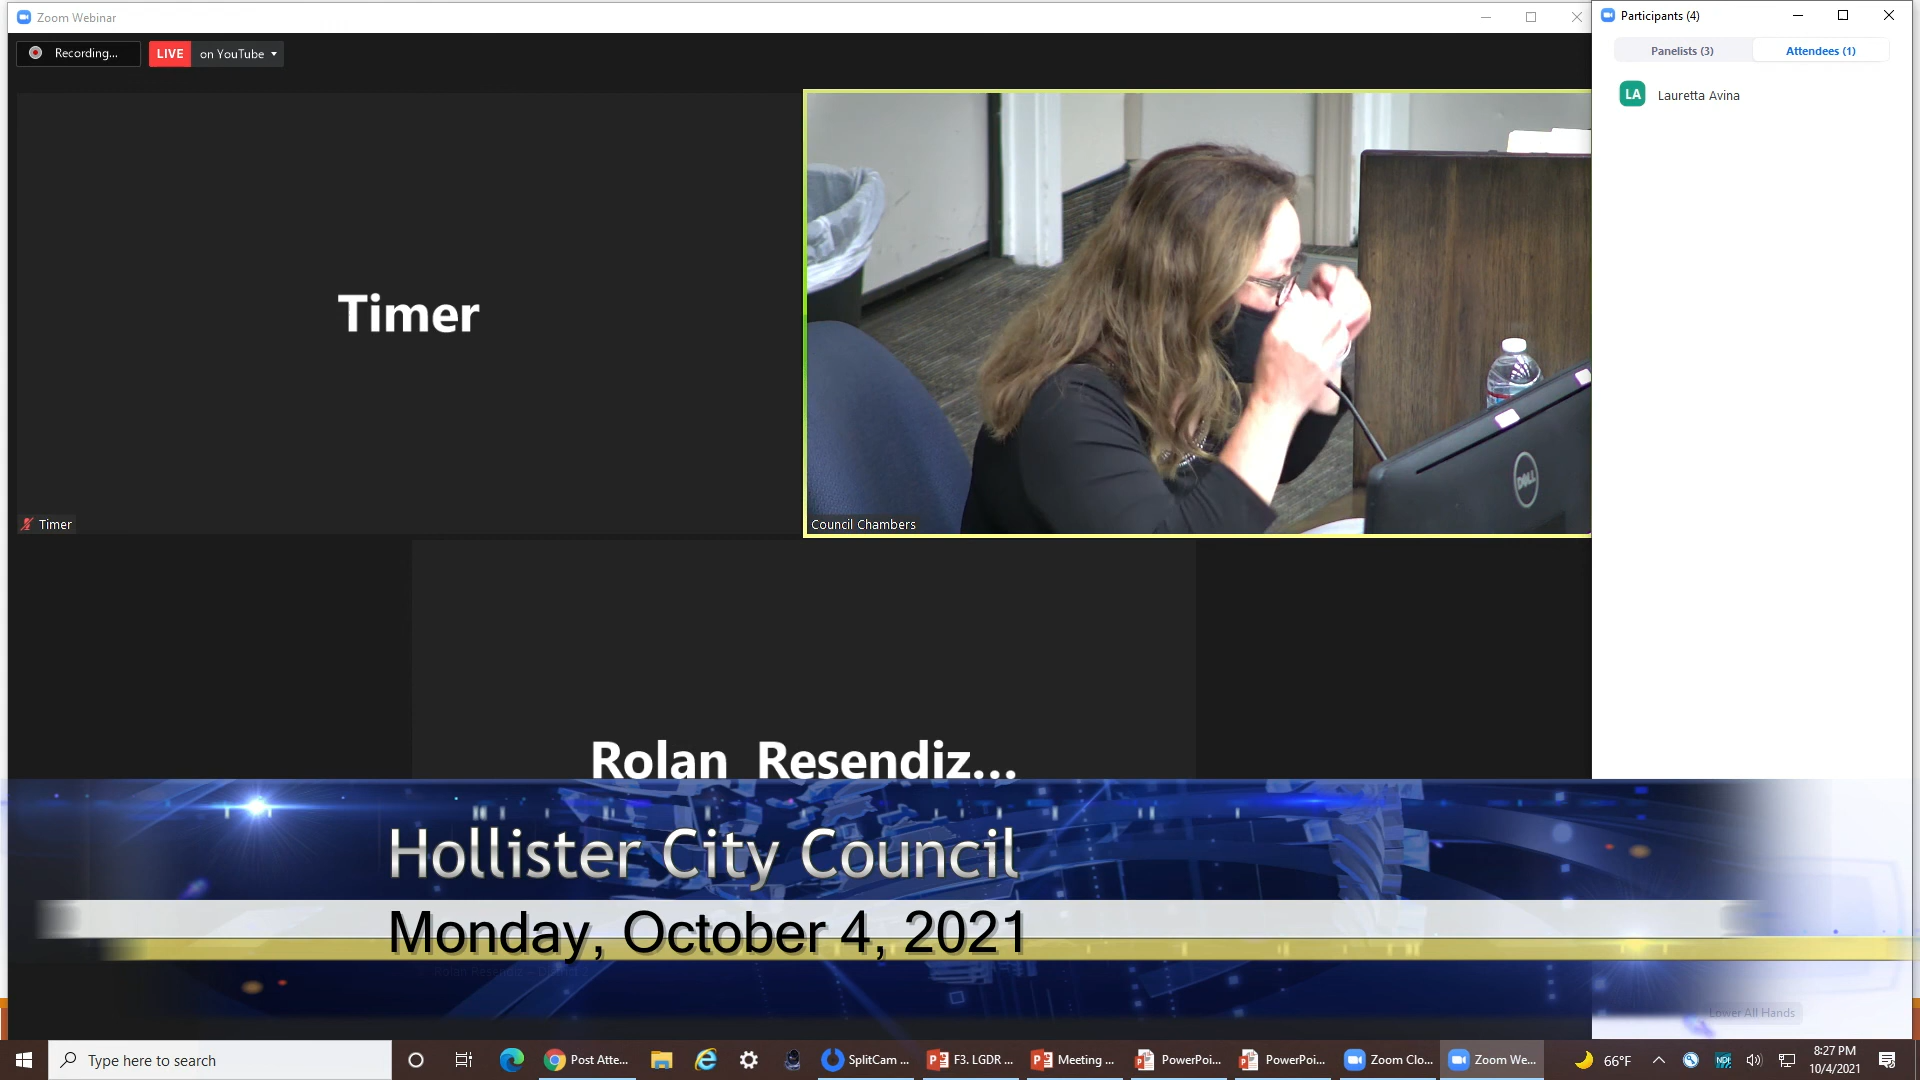 Zoom Webinar
Participants (4)
Recording...
LIVE on YouTube
Panelists (3)
Attendees (1)
LA Lauretta Avina
Timer
DELL
Timer
Council Chambers
Rolan Resendiz...
Hollister City Council
Monday, October 4, 2021
Lower All Hands
Type here to search
Post Atte...
SplitCam ...
F3. LGDR ...
Meeting ...
PowerPoi...
PowerPoi...
Zoom Clo...
Zoom We...
66°F
NDI
8:27 PM
10/4/2021